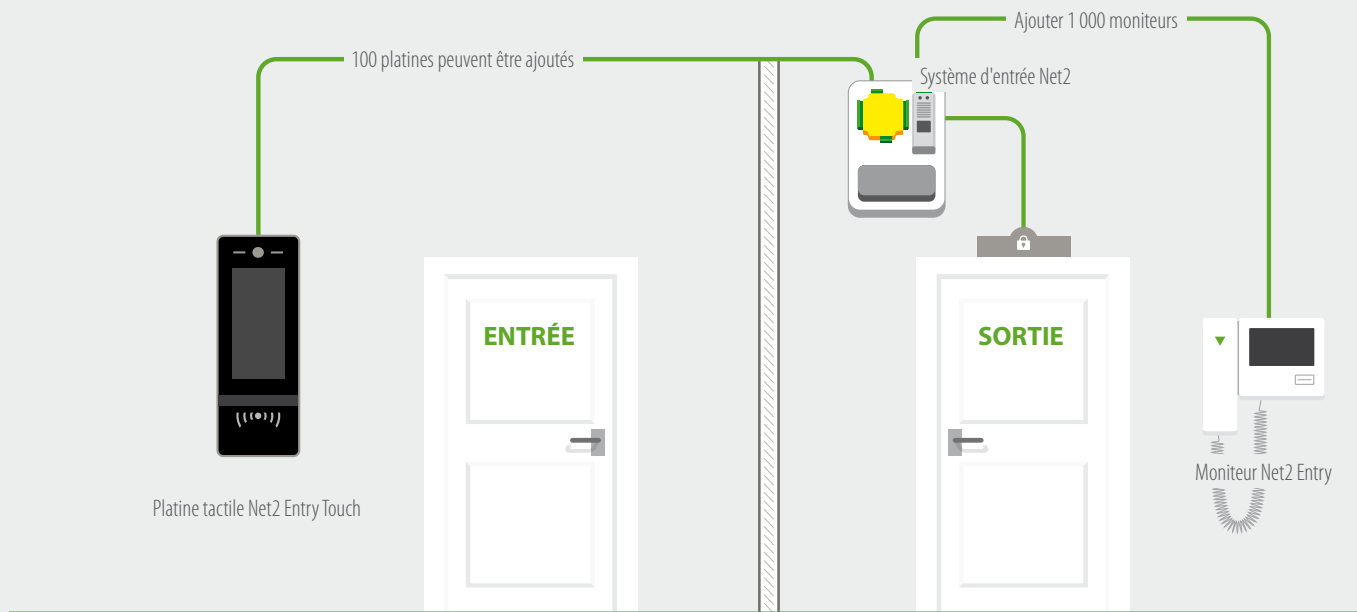 Ajouter 1 000 moniteurs
100 platines peuvent être ajoutés
Système d'entrée Net2
ENTRÉE
SORTIE
Moniteur Net2 Entry
Platine tactile Net2 Entry Touch